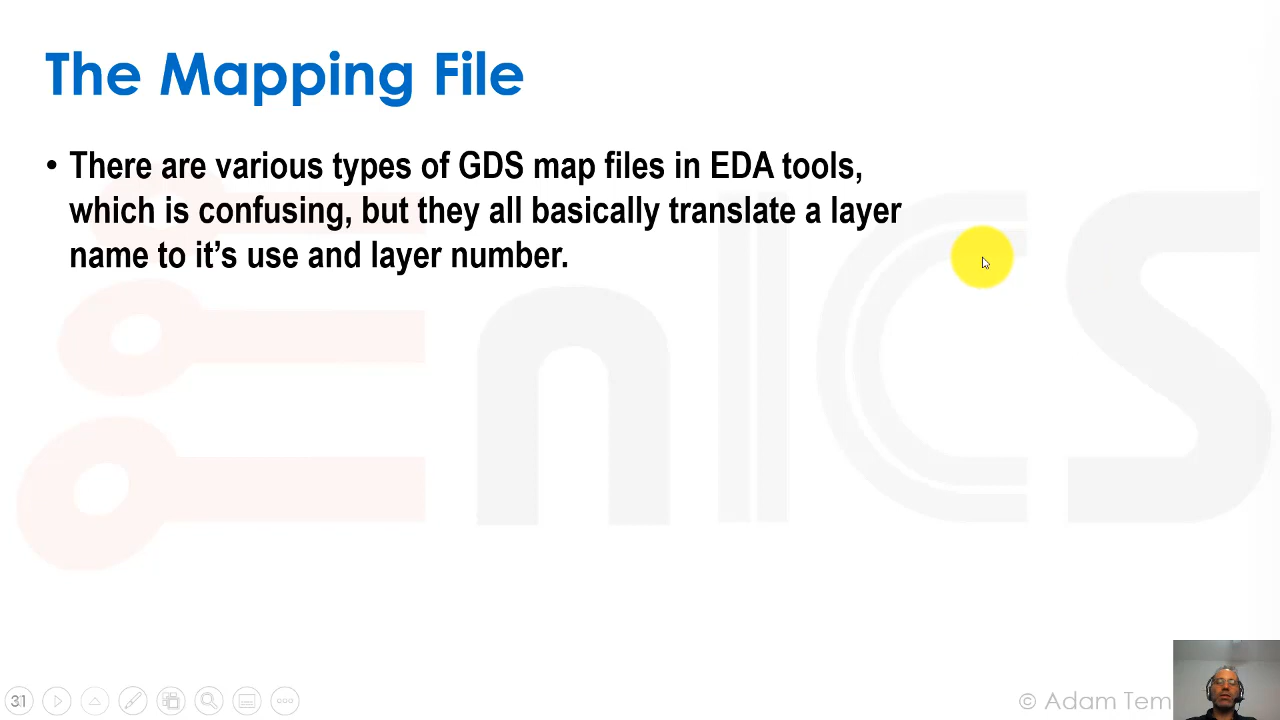 The Mapping File
• There are various types of GDS map files in EDA tools,
which is confusing, but they all basically translate a layer
name to it's use and layer number.
enICS
31
© Adam Tem